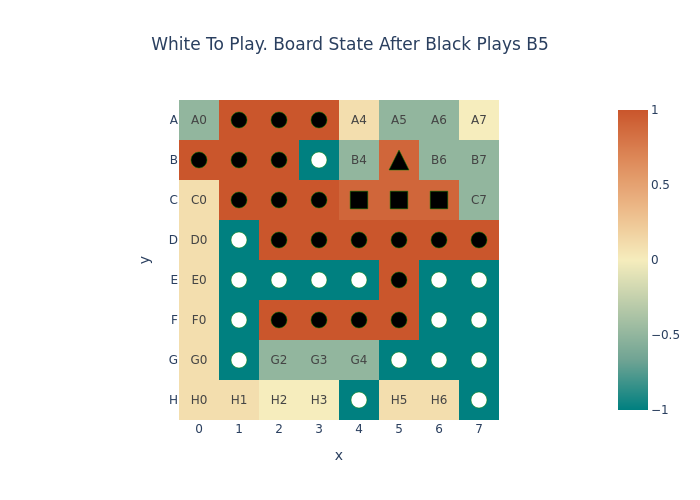 White To Play. Board State After Black Plays B5
A A0 A4 A5 A6 A7
B B4 B6 B7
C C0 C7
D D0
E E0
F F0
G G0 G2 G3 G4
H H0 H1 H2 H3 H5 H6
0 1 2 3 4 5 6 7
x
y
1
0.5
0
−0.5
−1